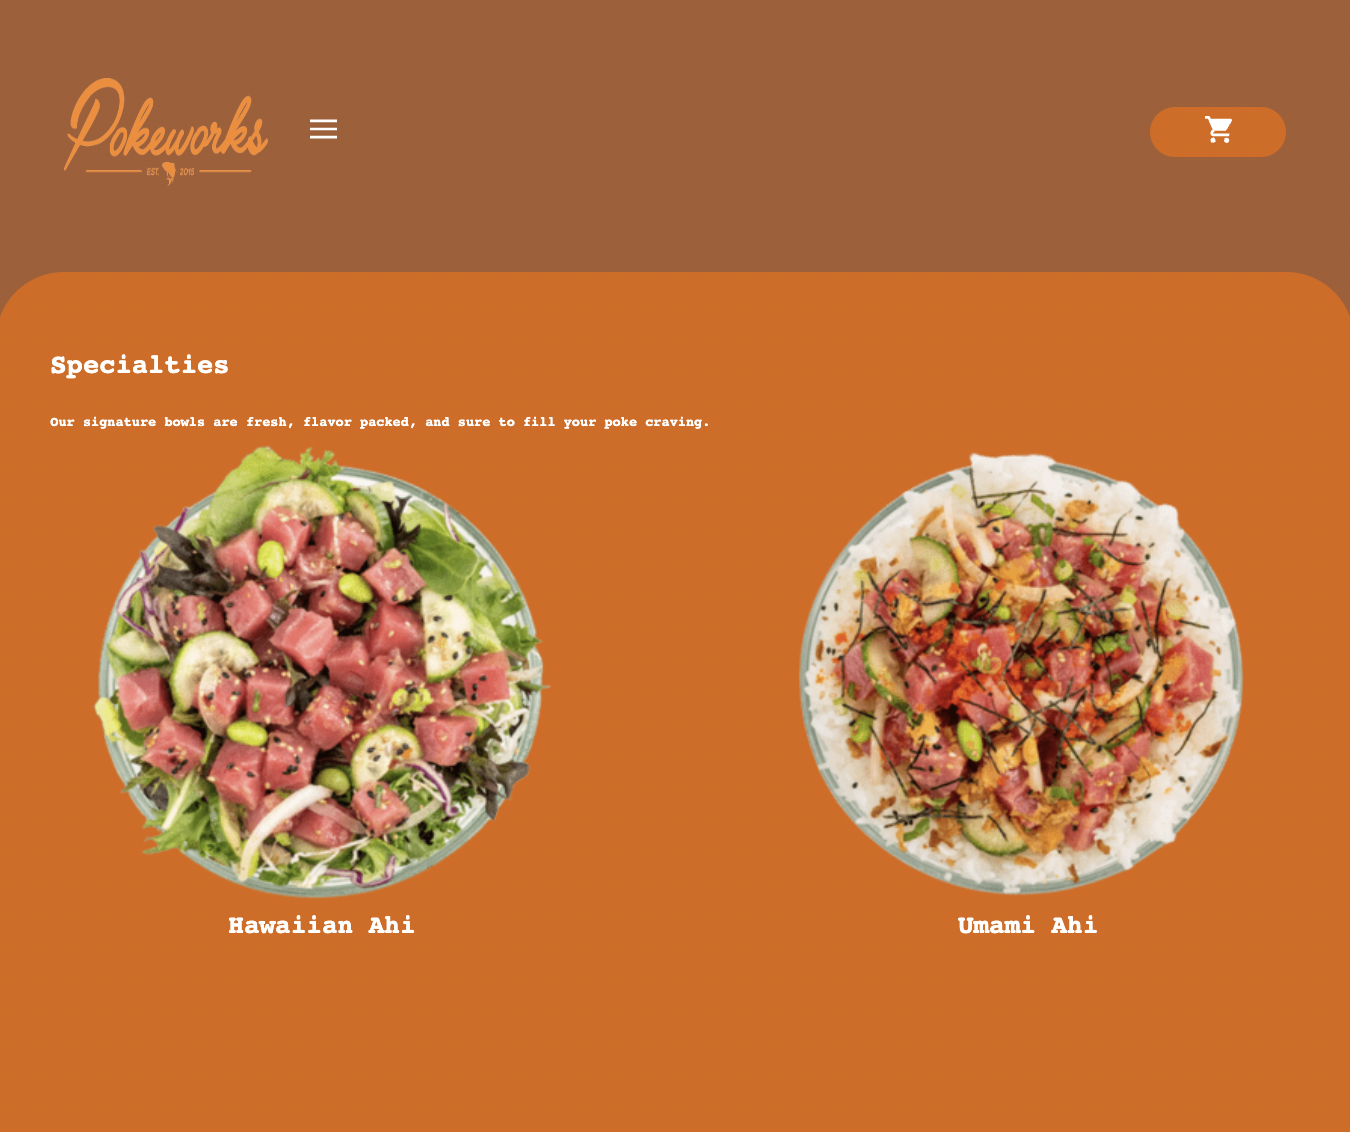 Pokeworks
EST. 2015
Specialties
Our signature bowls are fresh, flavor packed, and sure to fill your poke craving.
Hawaiian Ahi
Umami Ahi